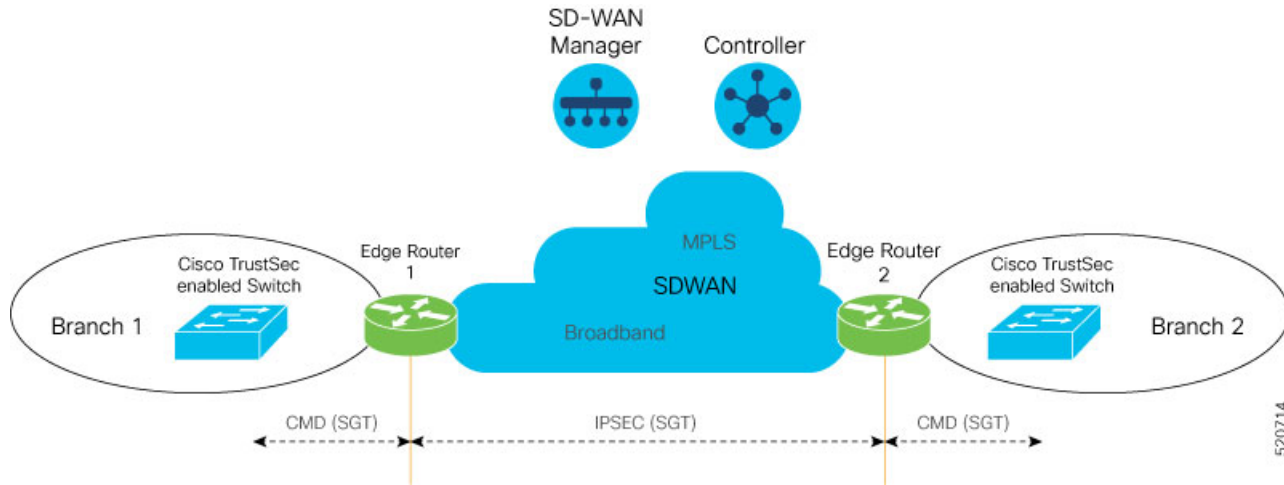 SD-WAN
Manager
Controller
MPLS
SDWAN
Broadband
Edge Router
1
Edge Router
2
Cisco TrustSec
enabled Switch
Branch 1
Cisco TrustSec
enabled Switch
Branch 2
CMD (SGT)
IPSEC (SGT)
CMD (SGT)
520714